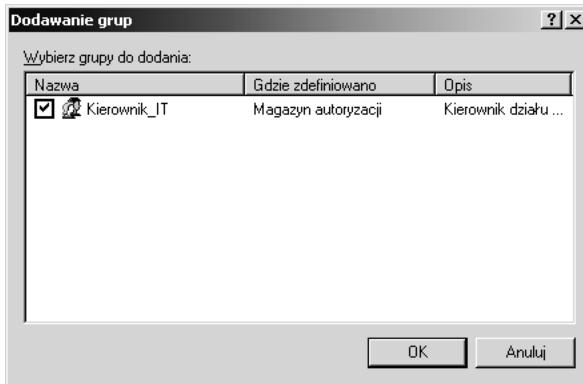 Dodawanie grup
Wybierz grupy do dodania:
Nazwa Gdzie zdefiniowano Opis
Kierownik_IT Magazyn autoryzacji Kierownik działu ...
OK Anuluj